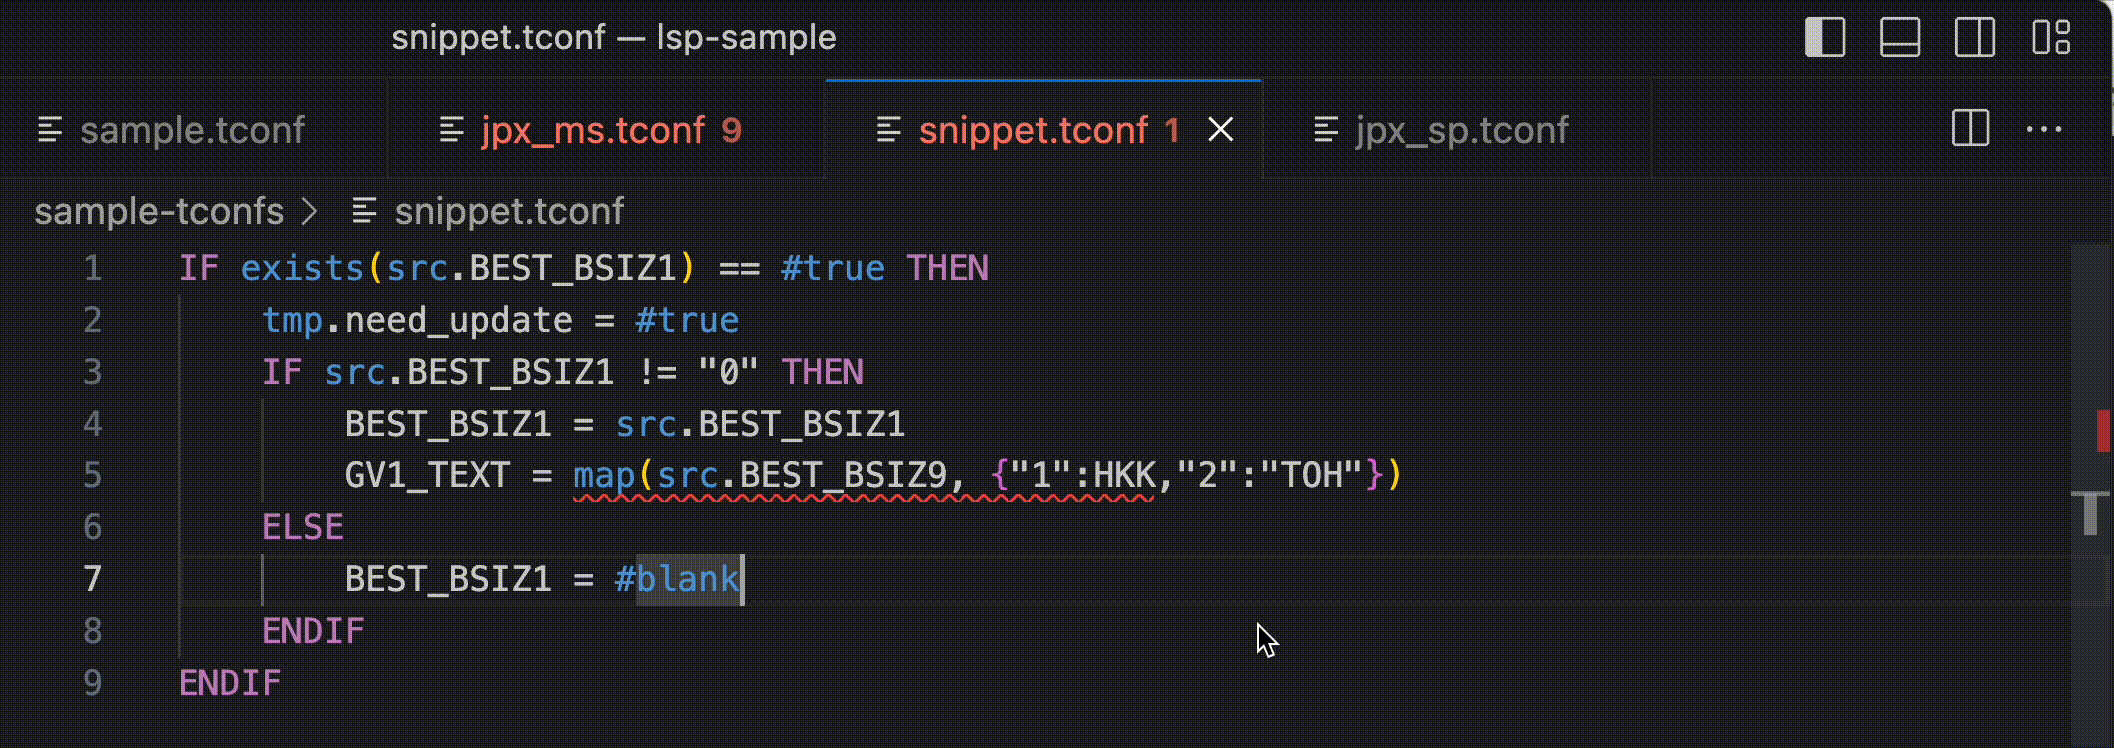 snippet.tconf — lsp-sample
sample.tconf jpx_ms.tconf 9 snippet.tconf 1 jpx_sp.tconf
sample-tconfs > snippet.tconf
1 IF exists(src.BEST_BSIZ1) == #true THEN
2 tmp.need_update = #true
3 IF src.BEST_BSIZ1 != "0" THEN
4 BEST_BSIZ1 = src.BEST_BSIZ1
5 GV1_TEXT = map(src.BEST_BSIZ9, {"1":HKK,"2":"TOH"})
6 ELSE
7 BEST_BSIZ1 = #blank
8 ENDIF
9 ENDIF